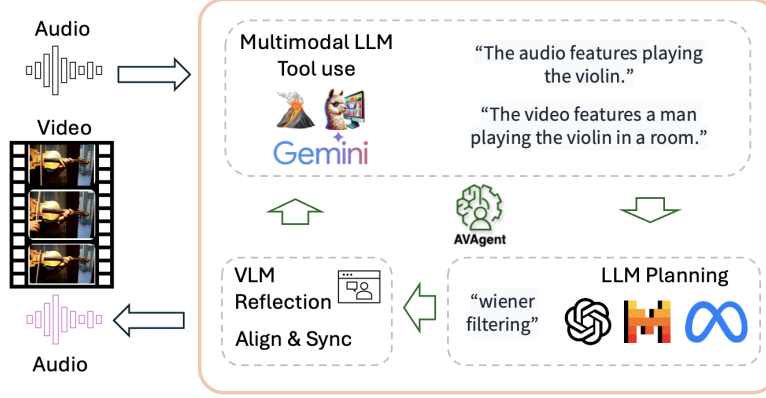 Audio
Video
Audio
Multimodal LLM
Tool use
Gemini
“The audio features playing
the violin.”
“The video features a man
playing the violin in a room.”
AVAgent
LLM Planning
“wiener
filtering”
VLM
Reflection
Align & Sync